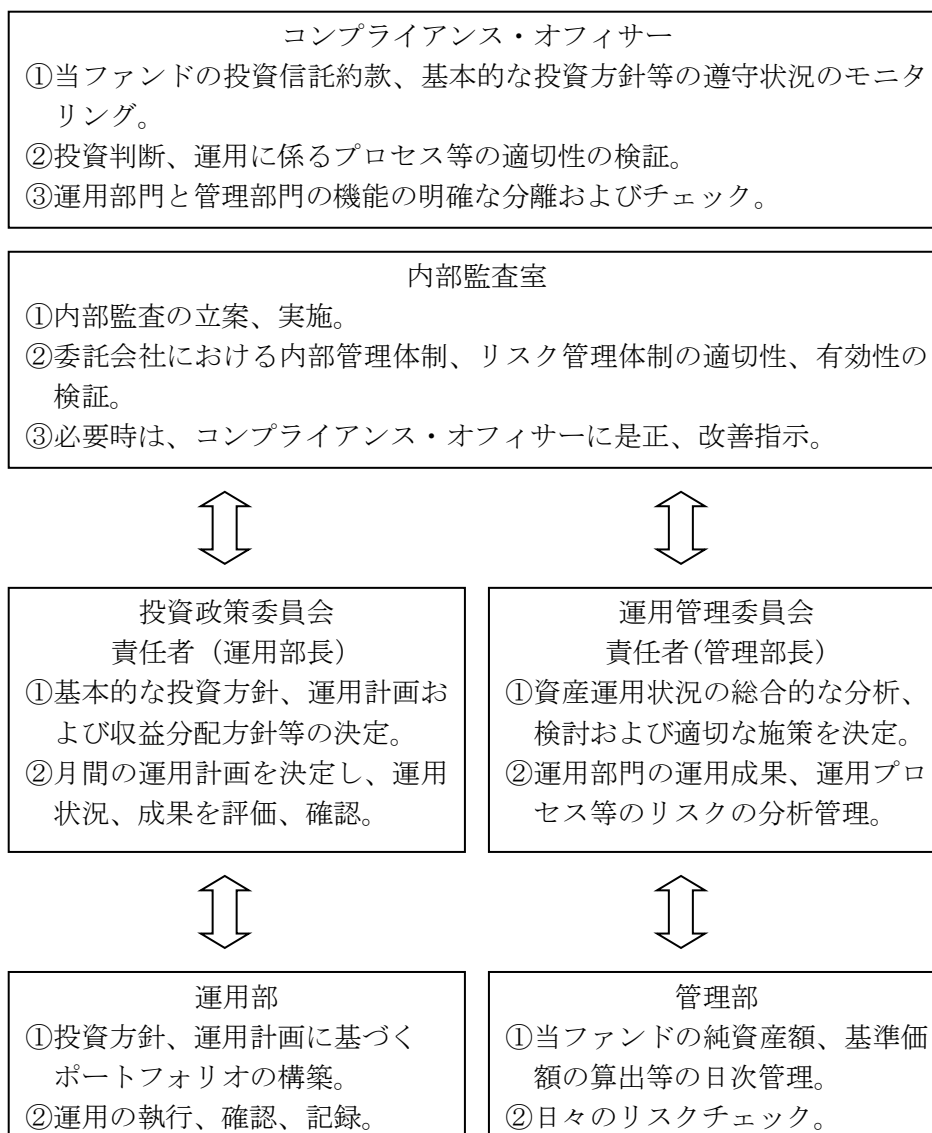 コンプライアンス・オフィサー
①当ファンドの投資信託約款、基本的な投資方針等の遵守状況のモニタ
リング。
②投資判断、運用に係るプロセス等の適切性の検証。
③運用部門と管理部門の機能の明確な分離およびチェック。
内部監査室
①内部監査の立案、実施。
②委託会社における内部管理体制、リスク管理体制の適切性、有効性の
検証。
③必要時は、コンプライアンス・オフィサーに是正、改善指示。
投資政策委員会
責任者（運用部長）
①基本的な投資方針、運用計画お
よび収益分配方針等の決定。
②月間の運用計画を決定し、運用
状況、成果を評価、確認。
運用管理委員会
責任者(管理部長)
①資産運用状況の総合的な分析、
検討および適切な施策を決定。
②運用部門の運用成果、運用プロ
セス等のリスクの分析管理。
運用部
①投資方針、運用計画に基づく
ポートフォリオの構築。
②運用の執行、確認、記録。
管理部
①当ファンドの純資産額、基準価
額の算出等の日次管理。
②日々のリスクチェック。